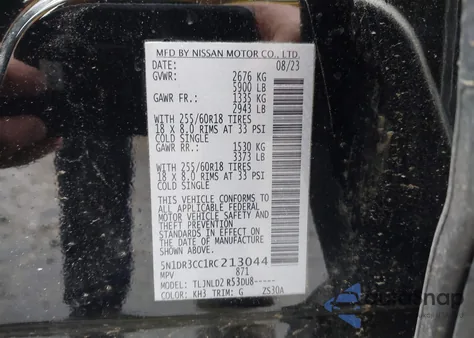 MFD BY NISSAN MOTOR CO., LTD.
DATE: 08/23
GVWR: 2676 KG
5900 LB
GAWR FR.: 1335 KG
2943 LB
WITH 255/60R18 TIRES
18 x 8.0 RIMS AT 33 PSI
COLD SINGLE
GAWR RR.: 1530 KG
3373 LB
WITH 255/60R18 TIRES
18 x 8.0 RIMS AT 33 PSI
COLD SINGLE
THIS VEHICLE CONFORMS TO
ALL APPLICABLE U.S. FEDERAL
MOTOR VEHICLE SAFETY AND
THEFT PREVENTION
STANDARDS IN EFFECT ON
THE DATE OF MANUFACTURE
SHOWN ABOVE.
5N1DR3CC1RC213044
MPV 871
MODEL: TLJNLD2 R53DU8-----
COLOR: KH3 TRIM: G ZS30A
AutoSnap